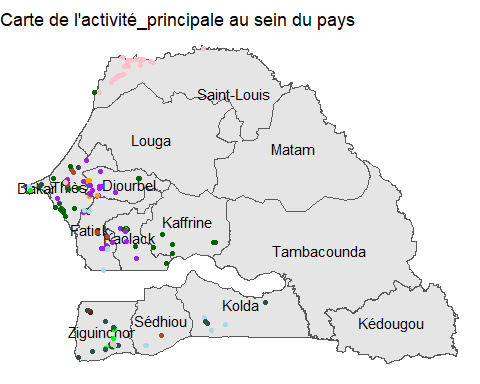 Carte de l'activité_principale au sein du pays
Saint-Louis
Louga
Matam
Dakar
Thiès
Diourbel
Kaffrine
Fatick
Kaolack
Tambacounda
Kolda
Sédhiou
Kédougou
Ziguinchor